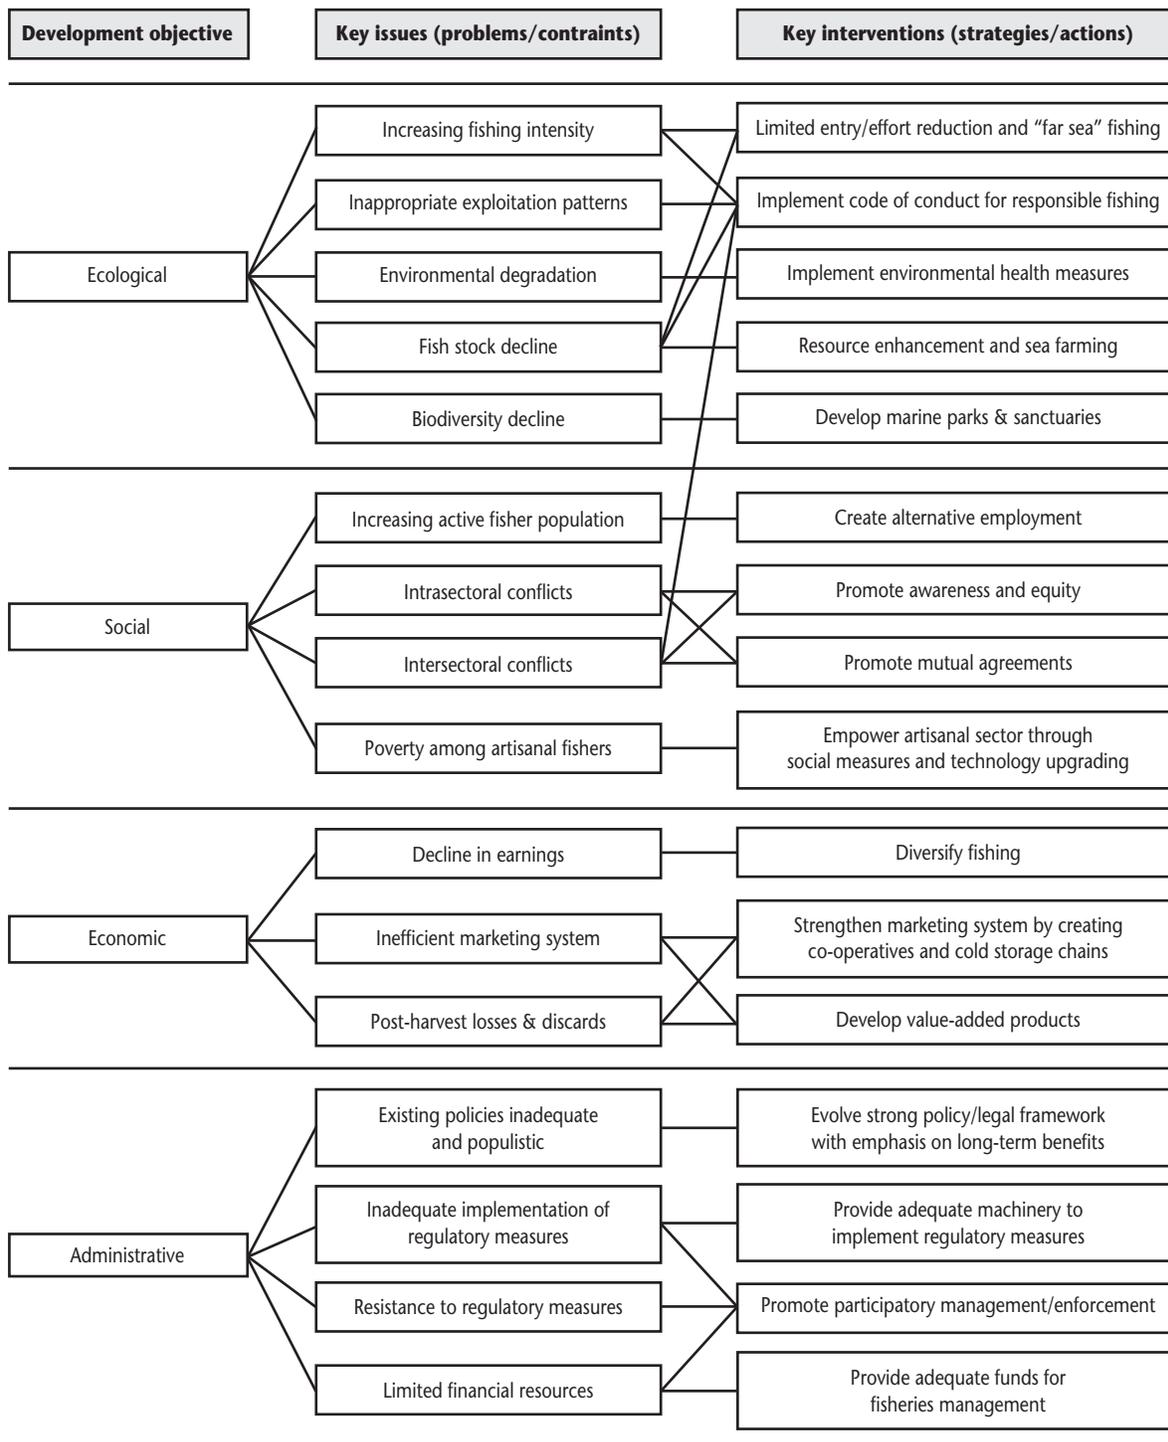 Development objective
Key issues (problems/contraints)
Key interventions (strategies/actions)
Ecological
Increasing fishing intensity
Inappropriate exploitation patterns
Environmental degradation
Fish stock decline
Biodiversity decline
Limited entry/effort reduction and “far sea” fishing
Implement code of conduct for responsible fishing
Implement environmental health measures
Resource enhancement and sea farming
Develop marine parks & sanctuaries
Social
Increasing active fisher population
Intrasectoral conflicts
Intersectoral conflicts
Poverty among artisanal fishers
Create alternative employment
Promote awareness and equity
Promote mutual agreements
Empower artisanal sector through
social measures and technology upgrading
Economic
Decline in earnings
Inefficient marketing system
Post-harvest losses & discards
Diversify fishing
Strengthen marketing system by creating
co-operatives and cold storage chains
Develop value-added products
Administrative
Existing policies inadequate
and populistic
Inadequate implementation of
regulatory measures
Resistance to regulatory measures
Limited financial resources
Evolve strong policy/legal framework
with emphasis on long-term benefits
Provide adequate machinery to
implement regulatory measures
Promote participatory management/enforcement
Provide adequate funds for
fisheries management